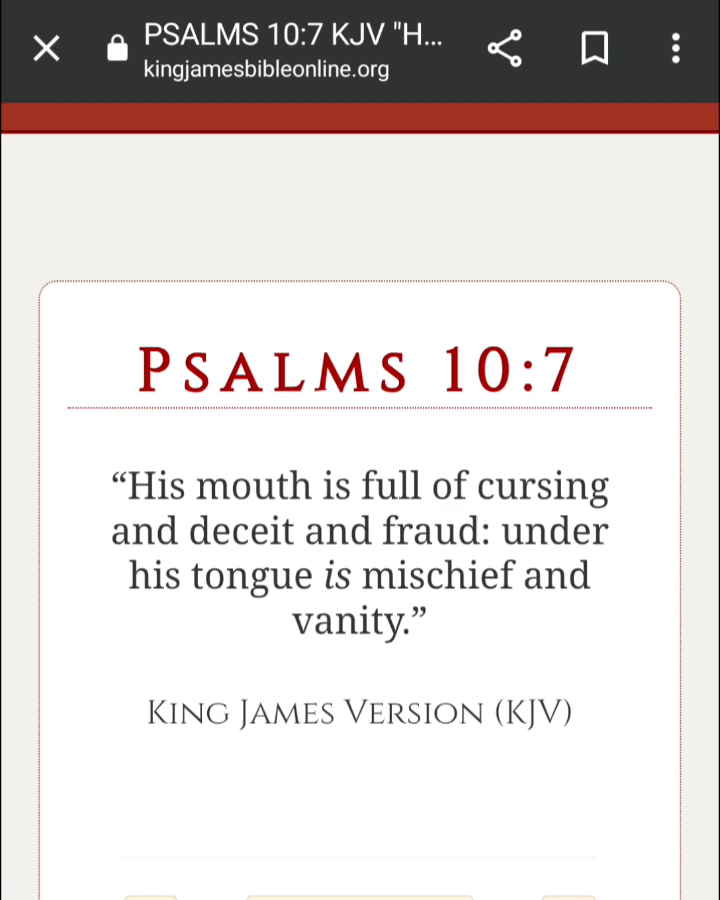 PSALMS 10:7 KJV "H...
kingjamesbibleonline.org
PSALMS 10:7
“His mouth is full of cursing
and deceit and fraud: under
his tongue is mischief and
vanity.”
KING JAMES VERSION (KJV)